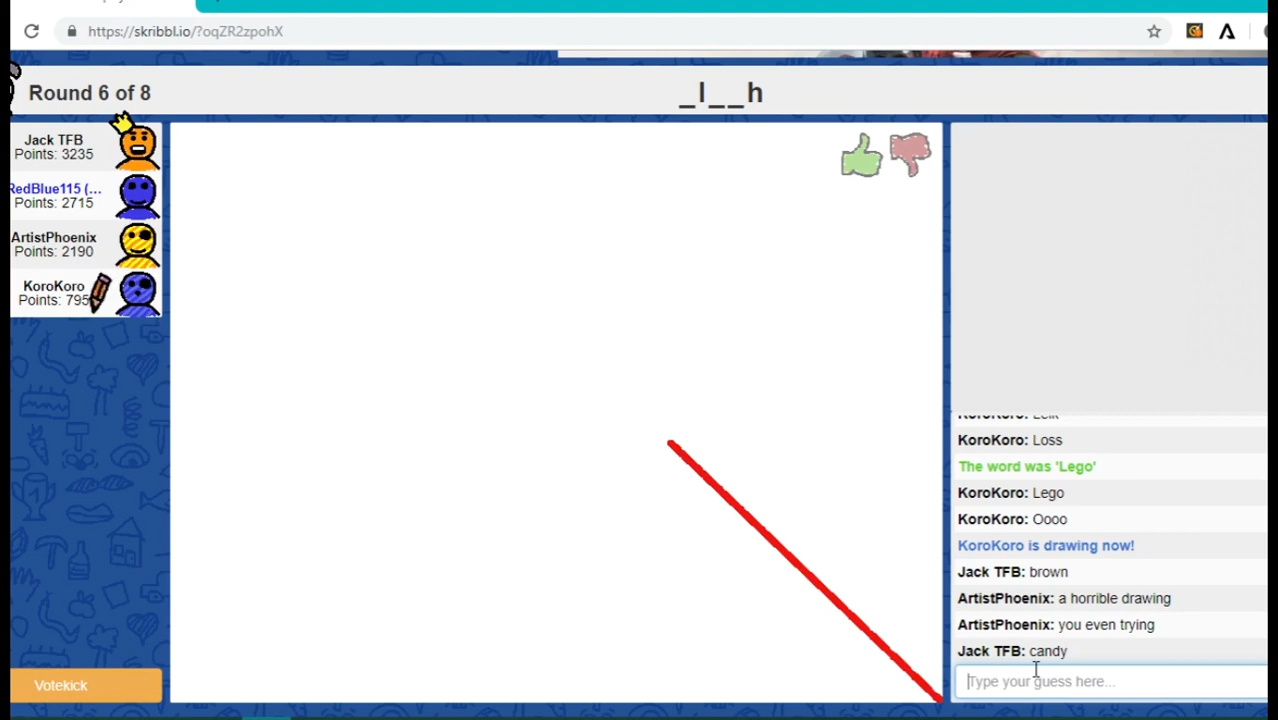 https://skribbl.io/?oqZR2zpohX
Round 6 of 8
_l__h
Jack TFB
Points: 3235
RedBlue115 (...
Points: 2715
ArtistPhoenix
Points: 2190
KoroKoro
Points: 795
Votekick
KoroKoro: Leik
KoroKoro: Loss
The word was 'Lego'
KoroKoro: Lego
KoroKoro: Oooo
KoroKoro is drawing now!
Jack TFB: brown
ArtistPhoenix: a horrible drawing
ArtistPhoenix: you even trying
Jack TFB: candy
Type your guess here...